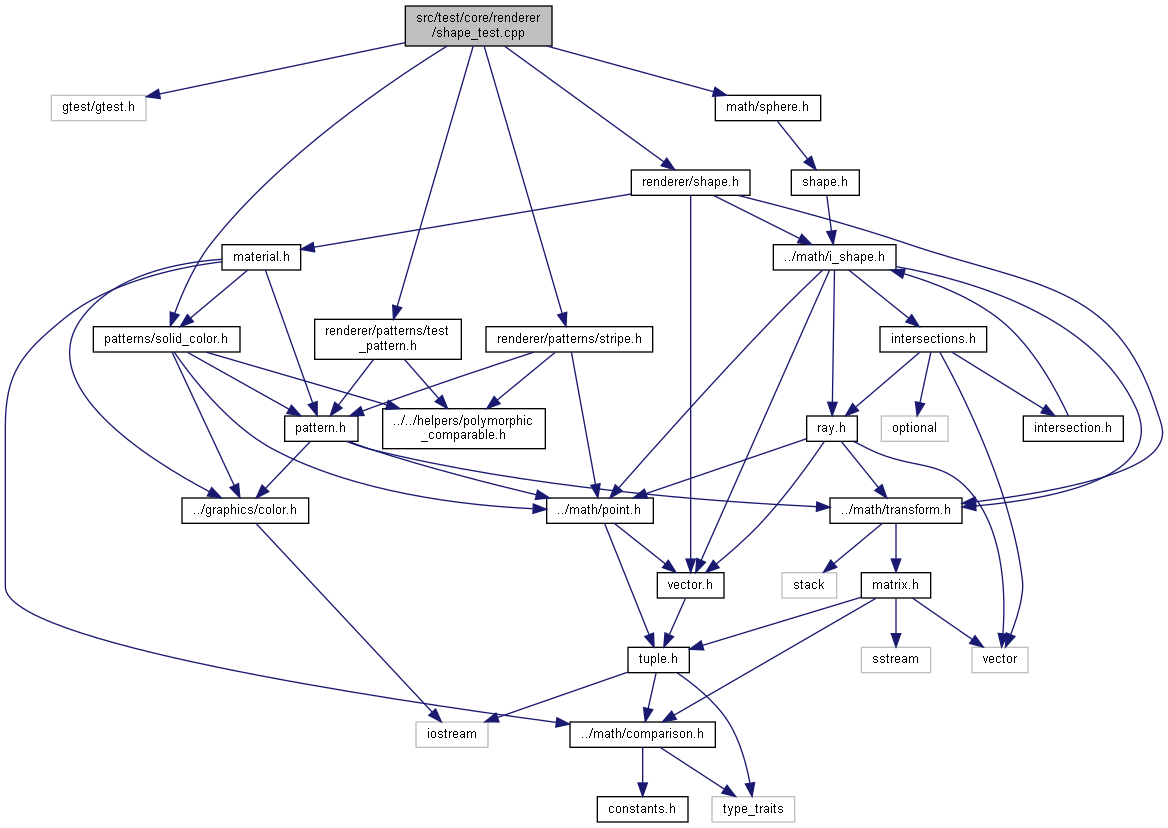 src/test/core/renderer
/shape_test.cpp
gtest/gtest.h
math/sphere.h
renderer/shape.h
shape.h
material.h
../math/i_shape.h
patterns/solid_color.h
renderer/patterns/test
_pattern.h
renderer/patterns/stripe.h
intersections.h
pattern.h
../../helpers/polymorphic
_comparable.h
ray.h
optional
intersection.h
../graphics/color.h
../math/point.h
../math/transform.h
vector.h
stack
matrix.h
tuple.h
sstream
vector
iostream
../math/comparison.h
constants.h
type_traits